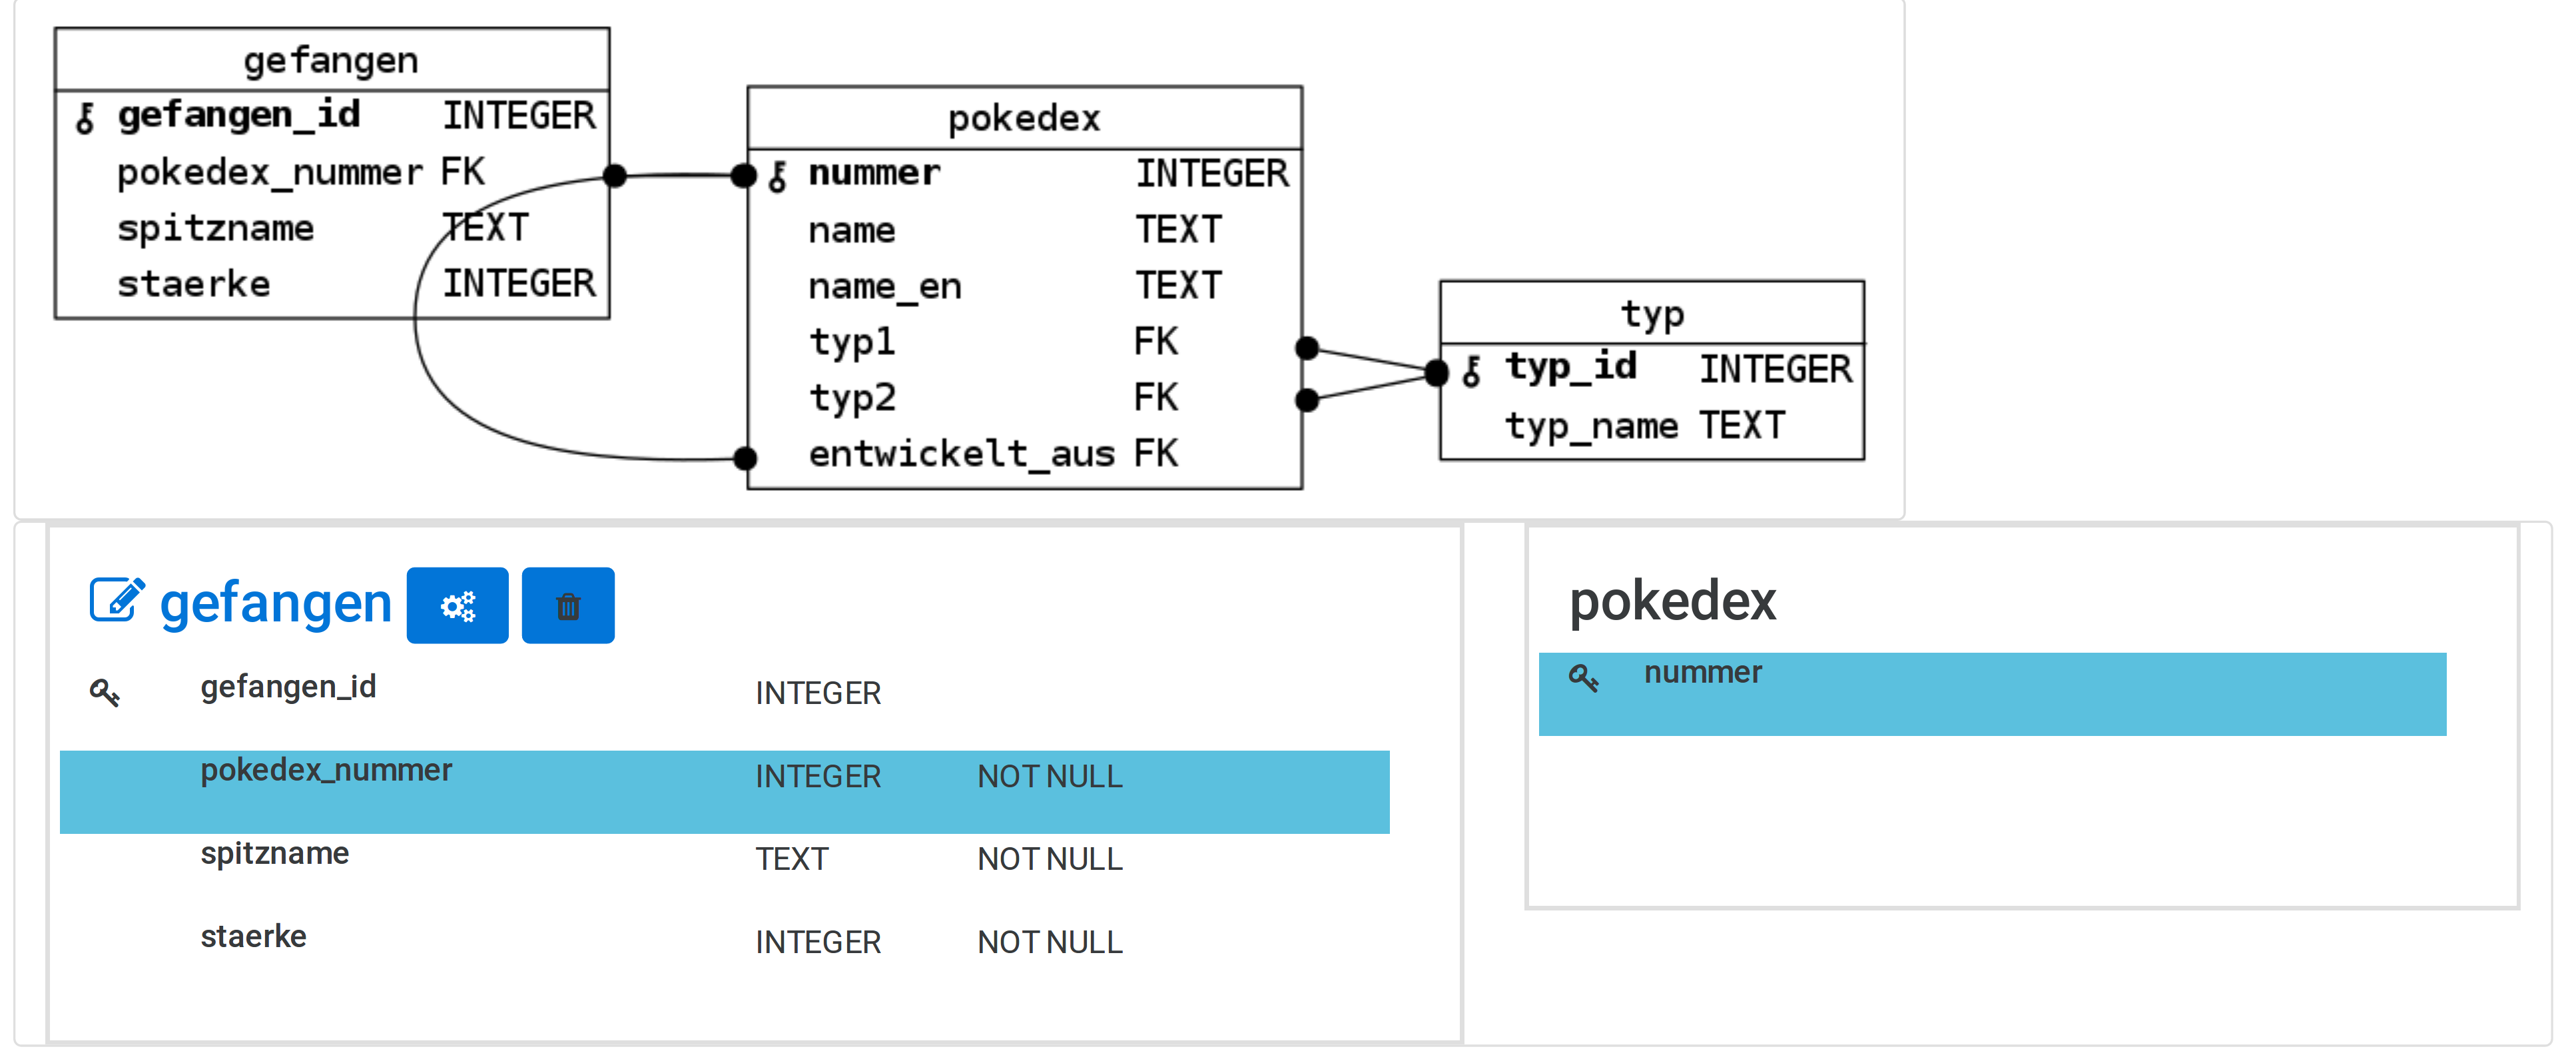 gefangen
gefangen_id INTEGER
pokedex_nummer FK
spitzname TEXT
staerke INTEGER
pokedex
nummer INTEGER
name TEXT
name_en TEXT
typ1 FK
typ2 FK
entwickelt_aus FK
typ
typ_id INTEGER
typ_name TEXT
gefangen
gefangen_id INTEGER
pokedex_nummer INTEGER NOT NULL
spitzname TEXT NOT NULL
staerke INTEGER NOT NULL
pokedex
nummer